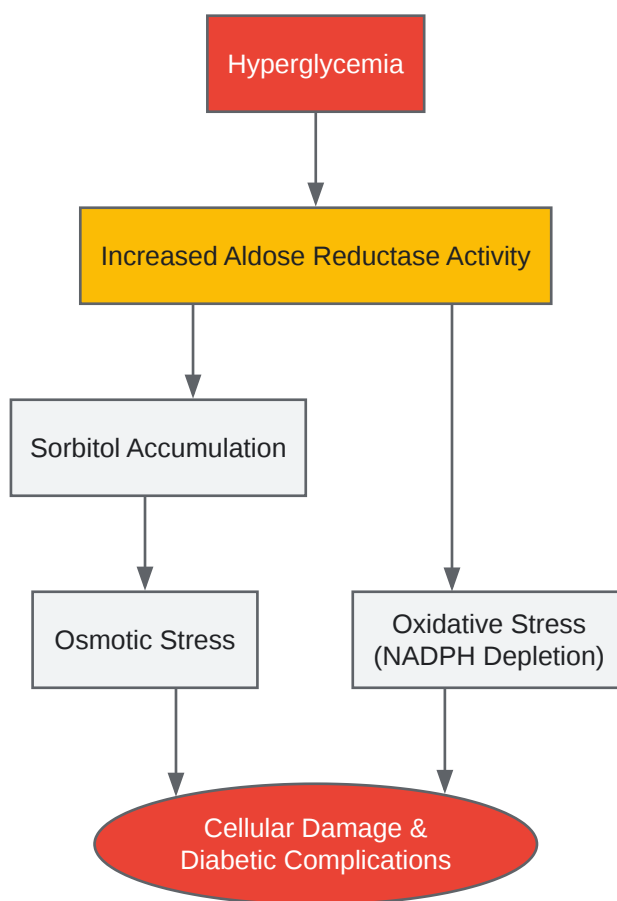 Hyperglycemia
Increased Aldose Reductase Activity
Sorbitol Accumulation
Osmotic Stress
Oxidative Stress
(NADPH Depletion)
Cellular Damage &
Diabetic Complications